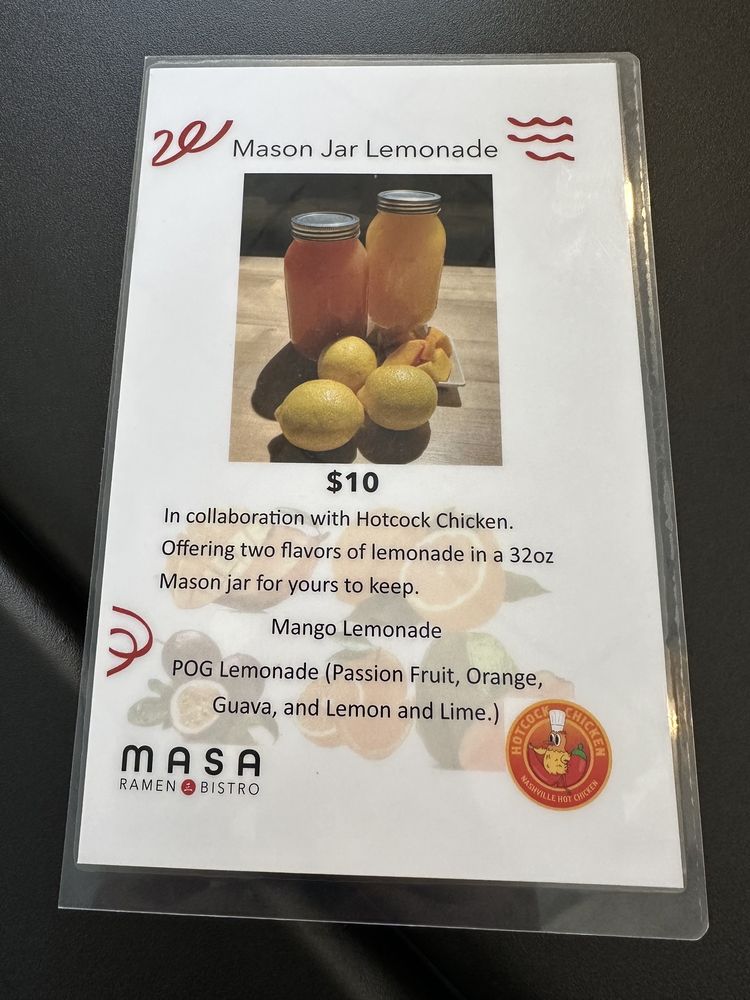 Mason Jar Lemonade
$10
In collaboration with Hotcock Chicken.
Offering two flavors of lemonade in a 32oz
Mason jar for yours to keep.
Mango Lemonade
POG Lemonade (Passion Fruit, Orange,
Guava, and Lemon and Lime.)
MASA
RAMEN BISTRO
HOTCOCK CHICKEN
NASHVILLE HOT CHICKEN